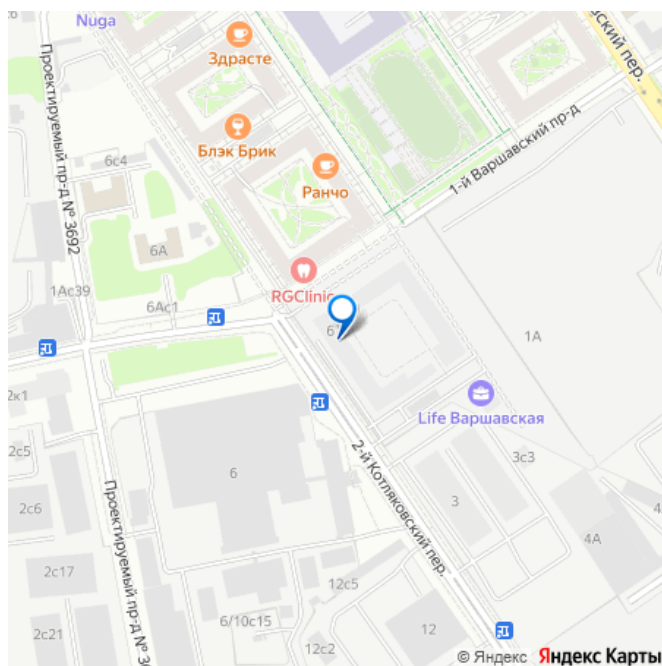 Nuga
Здрасте
Проектируемый пр-д № 3692
Блэк Брик
6с4
Ранчо
1-й Варшавский пр-д
вский пер.
6А
1Ас39
6Ас1
RGClinic
1А
Life Варшавская
2к1
2с5
2с6
6
3
3с3
2-й Котляковский пер.
Проектируемый пр-д № 3
4А
2с17
12с5
6/10с15
12
2с21
12с2
© Яндекс Яндекс Карты